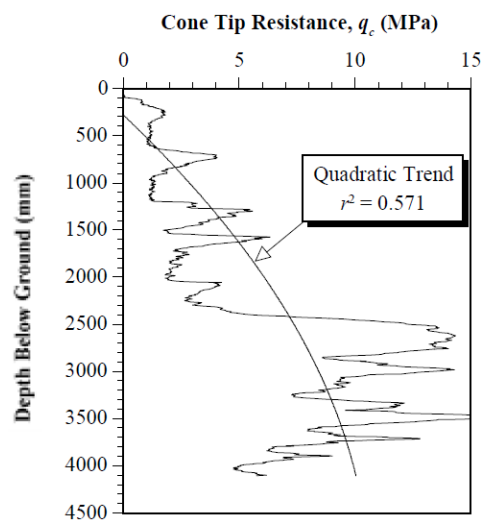 Cone Tip Resistance, q_c (MPa)
0 5 10 15
0
500
1000
1500
2000
2500
3000
3500
4000
4500
Depth Below Ground (mm)
Quadratic Trend
r² = 0.571